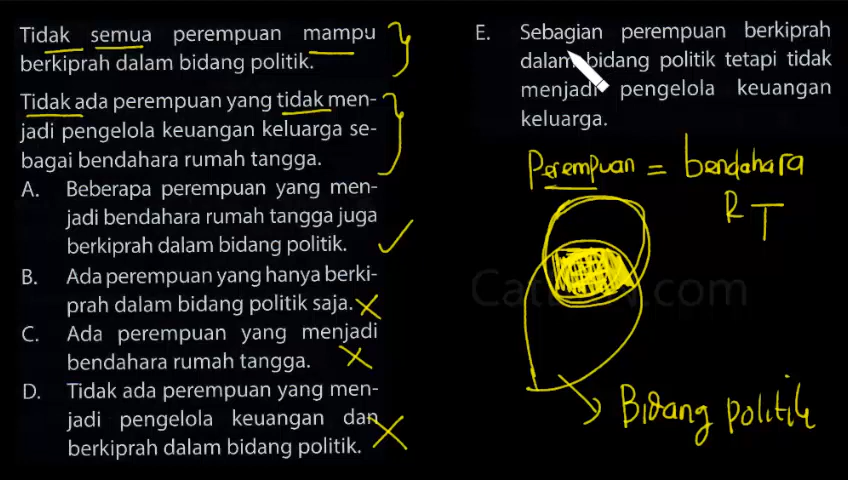 Tidak semua perempuan mampu
berkiprah dalam bidang politik.
Tidak ada perempuan yang tidak men-
jadi pengelola keuangan keluarga se-
bagai bendahara rumah tangga.
A. Beberapa perempuan yang men-
jadi bendahara rumah tangga juga
berkiprah dalam bidang politik.
B. Ada perempuan yang hanya berki-
prah dalam bidang politik saja.
C. Ada perempuan yang menjadi
bendahara rumah tangga.
D. Tidak ada perempuan yang men-
jadi pengelola keuangan dan
berkiprah dalam bidang politik.
E. Sebagian perempuan berkiprah
dalam bidang politik tetapi tidak
menjadi pengelola keuangan
keluarga.
Perempuan = bendahara
RT
Bidang politik